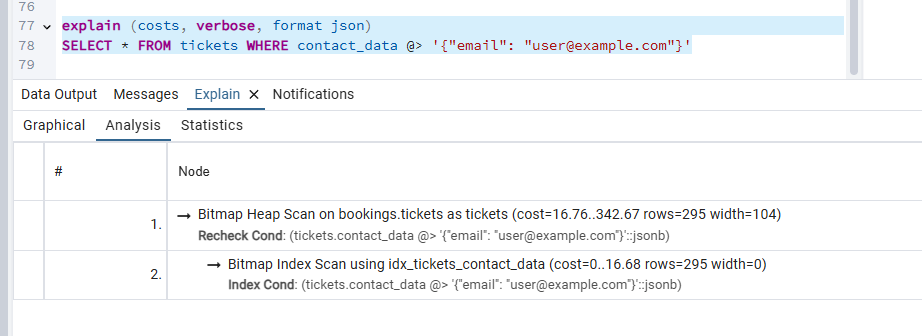 76
77 explain (costs, verbose, format json)
78 SELECT * FROM tickets WHERE contact_data @> '{"email": "user@example.com"}'
79
Data Output Messages Explain × Notifications
Graphical Analysis Statistics
# Node
1. → Bitmap Heap Scan on bookings.tickets as tickets (cost=16.76..342.67 rows=295 width=104)
Recheck Cond: (tickets.contact_data @> '{"email": "user@example.com"}'::jsonb)
2. → Bitmap Index Scan using idx_tickets_contact_data (cost=0..16.68 rows=295 width=0)
Index Cond: (tickets.contact_data @> '{"email": "user@example.com"}'::jsonb)